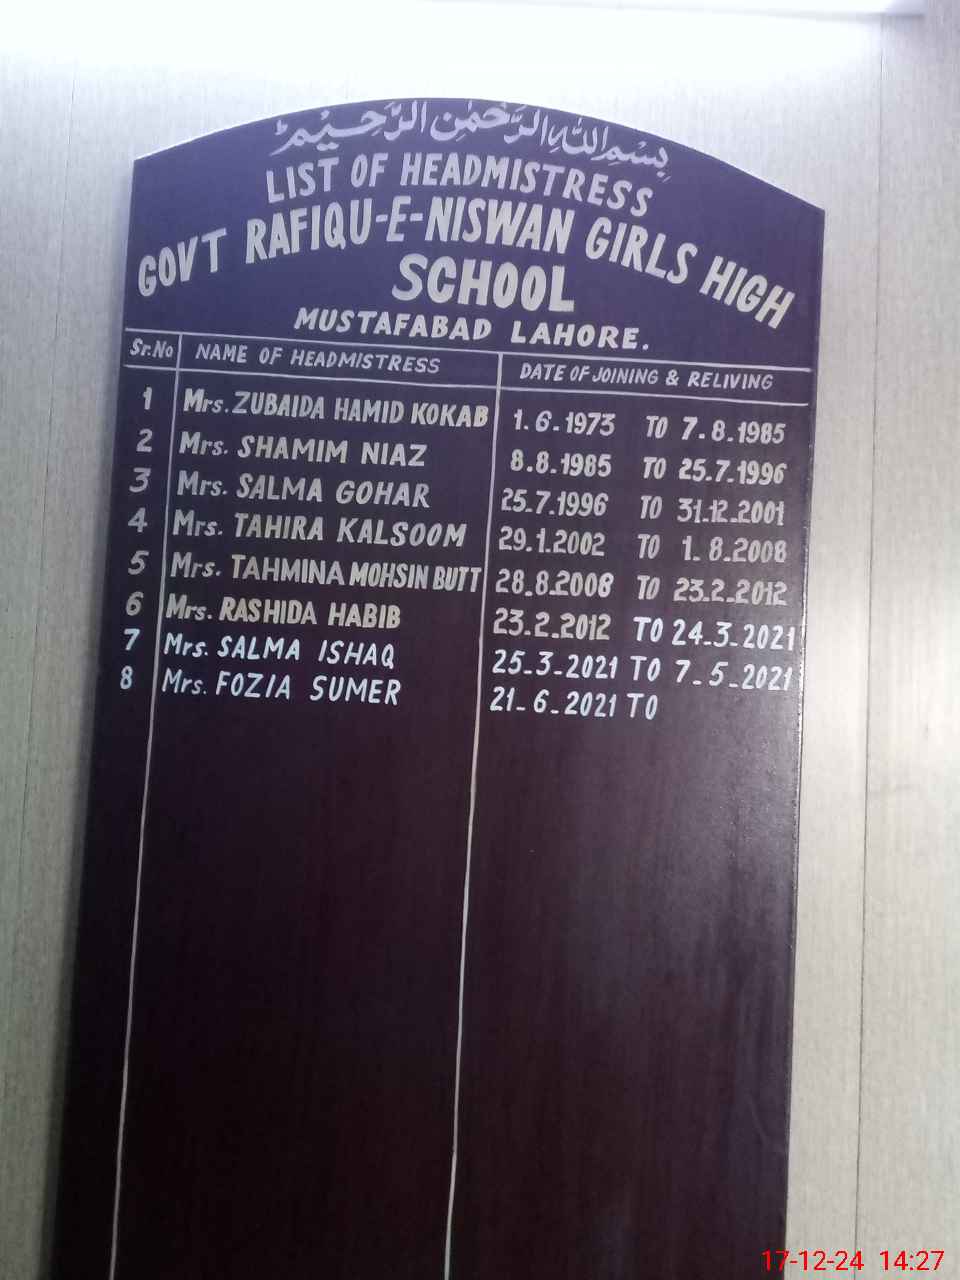 بِسْمِ اللهِ الرَّحْمٰنِ الرَّحِيْمِ
LIST OF HEADMISTRESS
GOVT RAFIQU-E-NISWAN GIRLS HIGH
SCHOOL
MUSTAFABAD LAHORE.
Sr.No NAME OF HEADMISTRESS DATE OF JOINING & RELIVING
1 Mrs. ZUBAIDA HAMID KOKAB 1.6.1973 TO 7.8.1985
2 Mrs. SHAMIM NIAZ 8.8.1985 TO 25.7.1996
3 Mrs. SALMA GOHAR 25.7.1996 TO 31.12.2001
4 Mrs. TAHIRA KALSOOM 29.1.2002 TO 1.8.2008
5 Mrs. TAHMINA MOHSIN BUTT 28.8.2008 TO 23.2.2012
6 Mrs. RASHIDA HABIB 23.2.2012 TO 24.3.2021
7 Mrs. SALMA ISHAQ 25-3-2021 TO 7-5-2021
8 Mrs. FOZIA SUMER 21-6-2021 TO
17-12-24 14:27